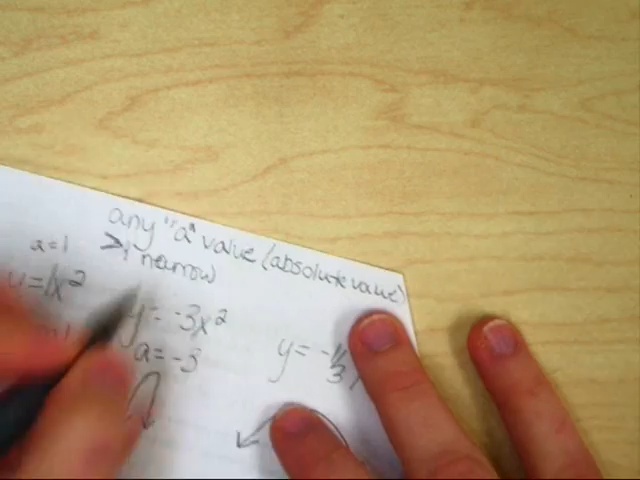 any "a" value (absolute value)
>1 narrow
a=1
y=1x²
y=-3x²
a=-3
y=-1/3